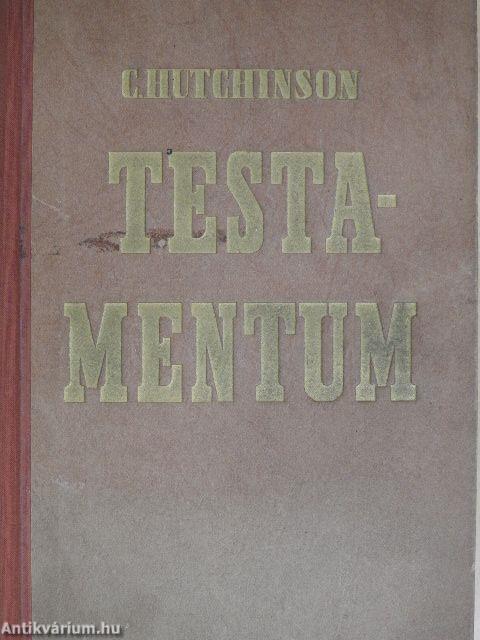 C. HUTCHINSON
TESTA-
MENTUM
Antikvárium.hu